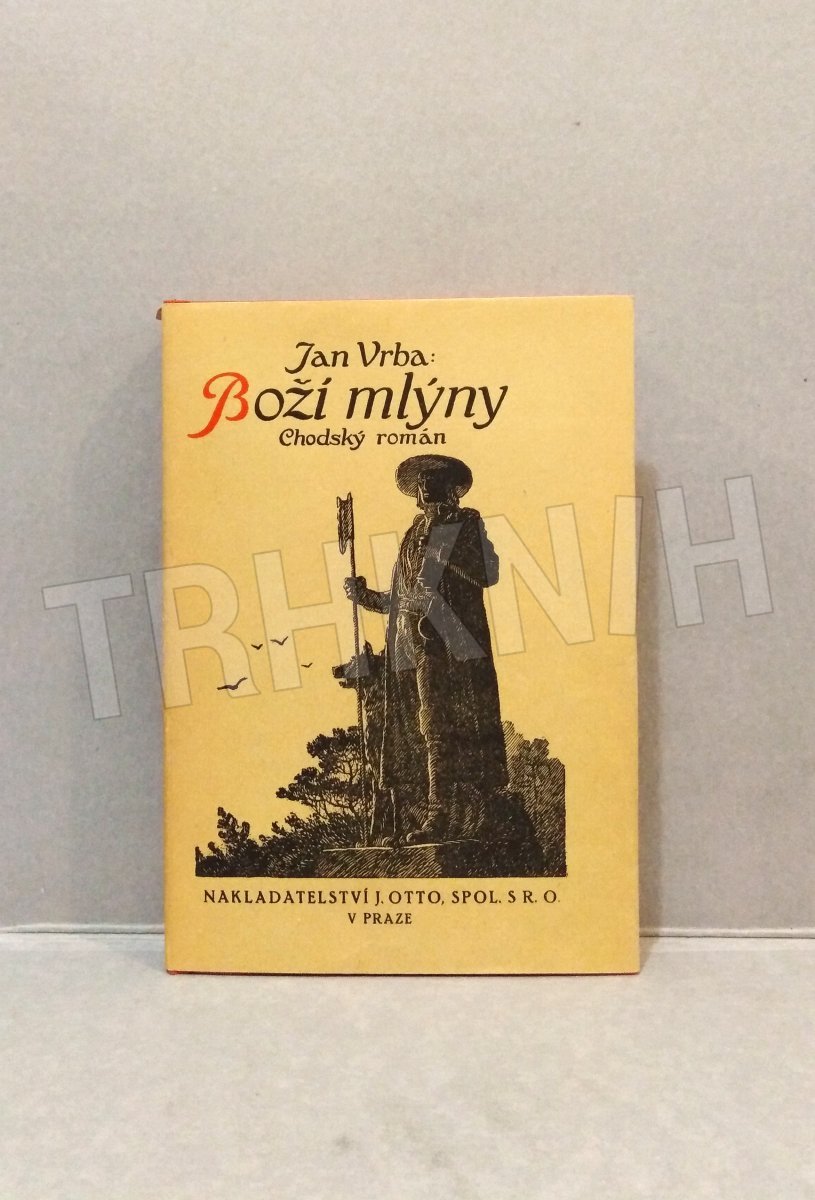 Jan Vrba:
Boží mlýny
Chodský román
TRHKNIH
NAKLADATELSTVÍ J. OTTO, SPOL. S R. O.
V PRAZE